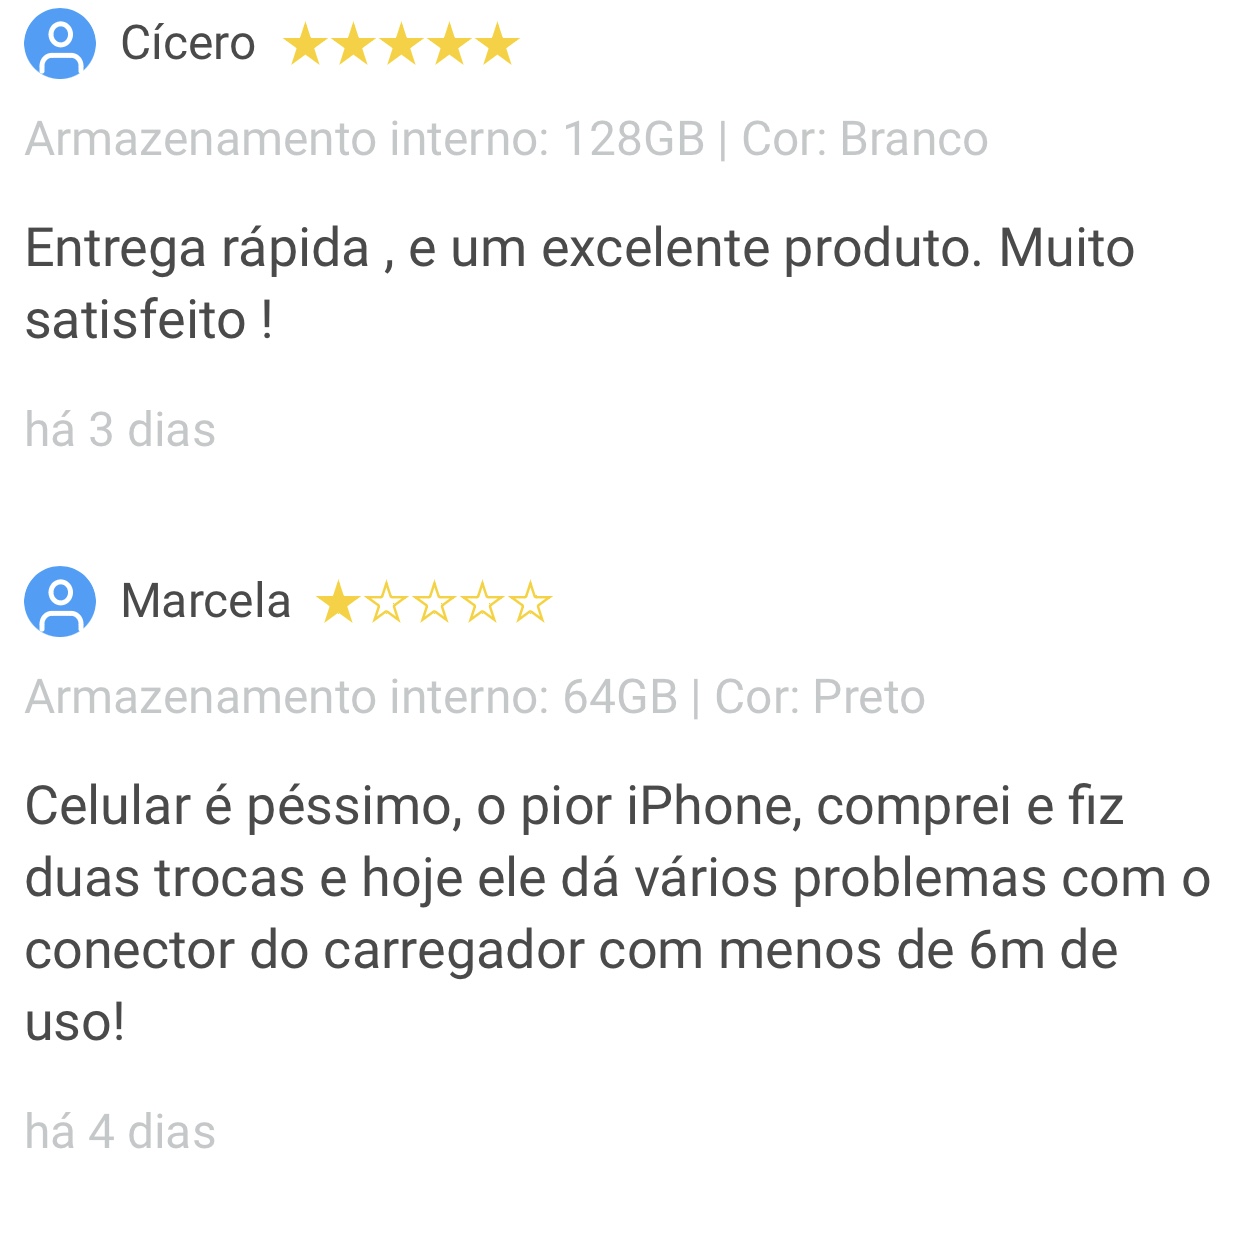 Cícero
Armazenamento interno: 128GB | Cor: Branco
Entrega rápida , e um excelente produto. Muito
satisfeito !
há 3 dias
Marcela
Armazenamento interno: 64GB | Cor: Preto
Celular é péssimo, o pior iPhone, comprei e fiz
duas trocas e hoje ele dá vários problemas com o
conector do carregador com menos de 6m de
uso!
há 4 dias